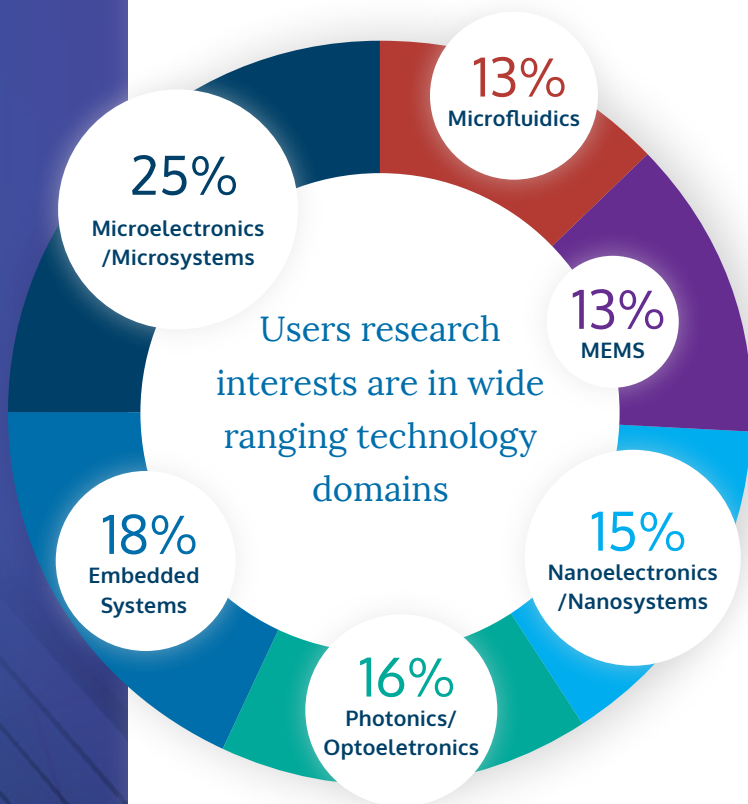 13%
Microfluidics
25%
Microelectronics
/Microsystems
13%
MEMS
Users research
interests are in wide
ranging technology
domains
15%
Nanoelectronics
/Nanosystems
18%
Embedded
Systems
16%
Photonics/
Optoeletronics